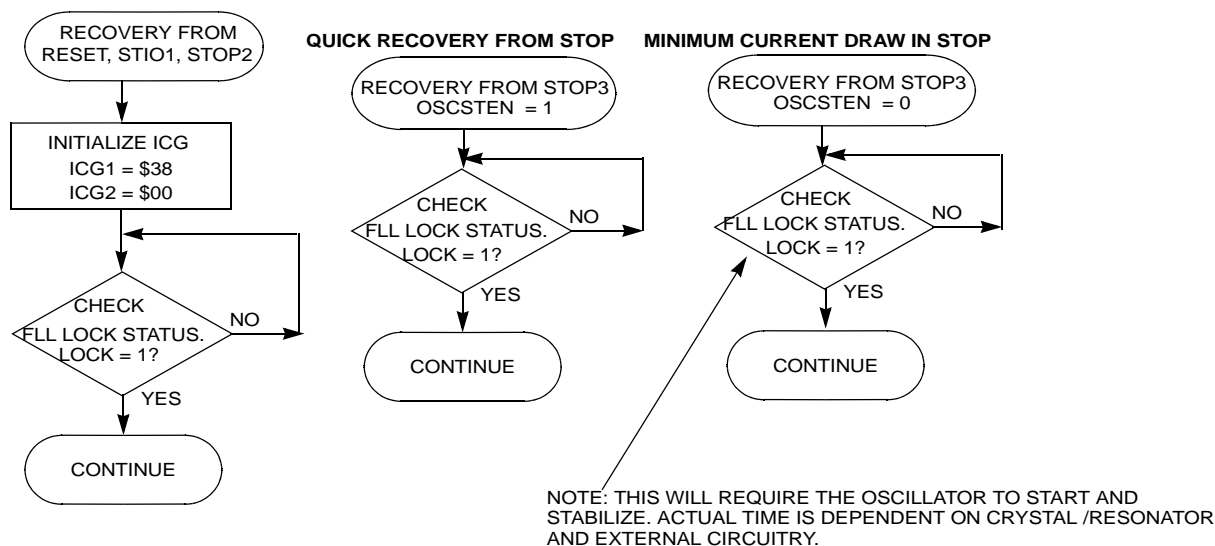 RECOVERY FROM
RESET, STIO1, STOP2
INITIALIZE ICG
ICG1 = $38
ICG2 = $00
CHECK
FLL LOCK STATUS.
LOCK = 1?
NO
YES
CONTINUE
QUICK RECOVERY FROM STOP
RECOVERY FROM STOP3
OSCSTEN = 1
CHECK
FLL LOCK STATUS.
LOCK = 1?
NO
YES
CONTINUE
MINIMUM CURRENT DRAW IN STOP
RECOVERY FROM STOP3
OSCSTEN = 0
CHECK
FLL LOCK STATUS.
LOCK = 1?
NO
YES
CONTINUE
NOTE: THIS WILL REQUIRE THE OSCILLATOR TO START AND
STABILIZE. ACTUAL TIME IS DEPENDENT ON CRYSTAL /RESONATOR
AND EXTERNAL CIRCUITRY.